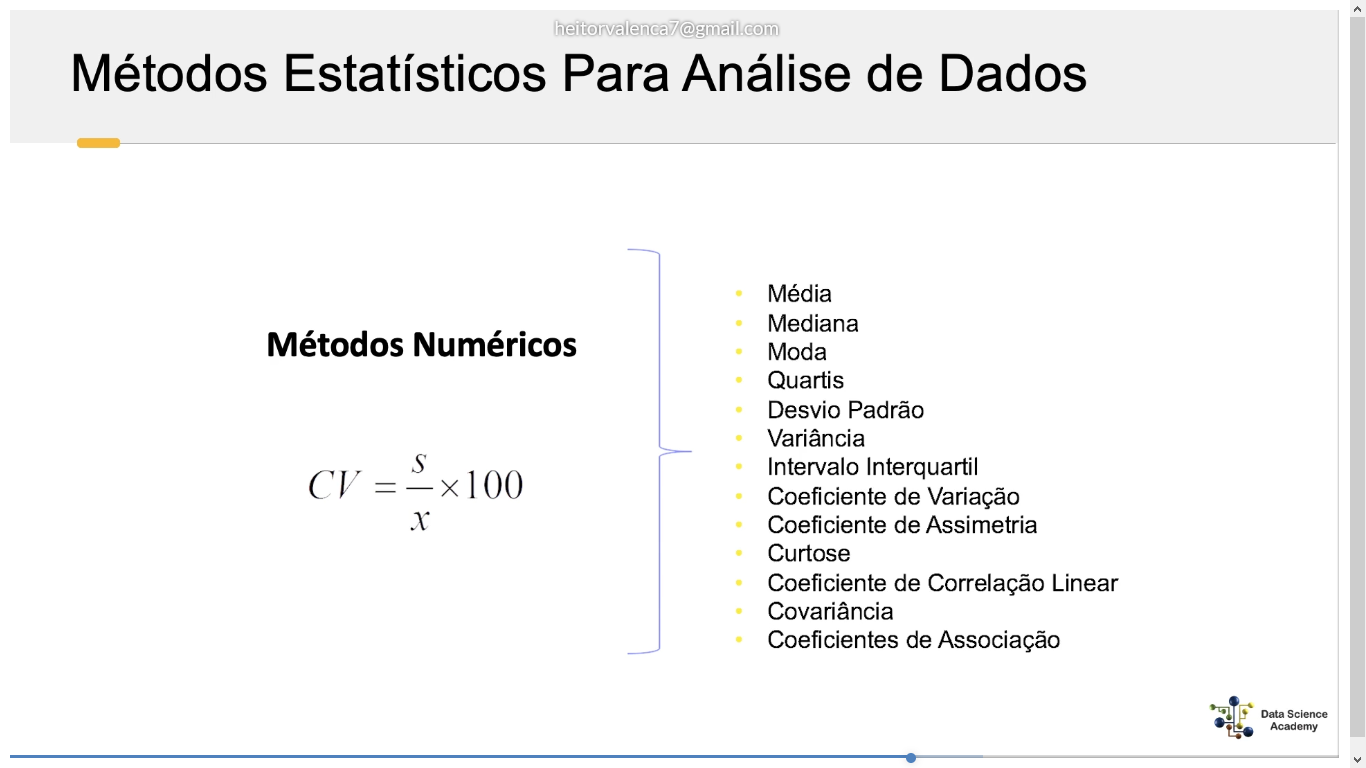 heitorvalenca7@gmail.com
Métodos Estatísticos Para Análise de Dados
Métodos Numéricos
CV = s/x ×100
• Média
• Mediana
• Moda
• Quartis
• Desvio Padrão
• Variância
• Intervalo Interquartil
• Coeficiente de Variação
• Coeficiente de Assimetria
• Curtose
• Coeficiente de Correlação Linear
• Covariância
• Coeficientes de Associação
Data Science
Academy